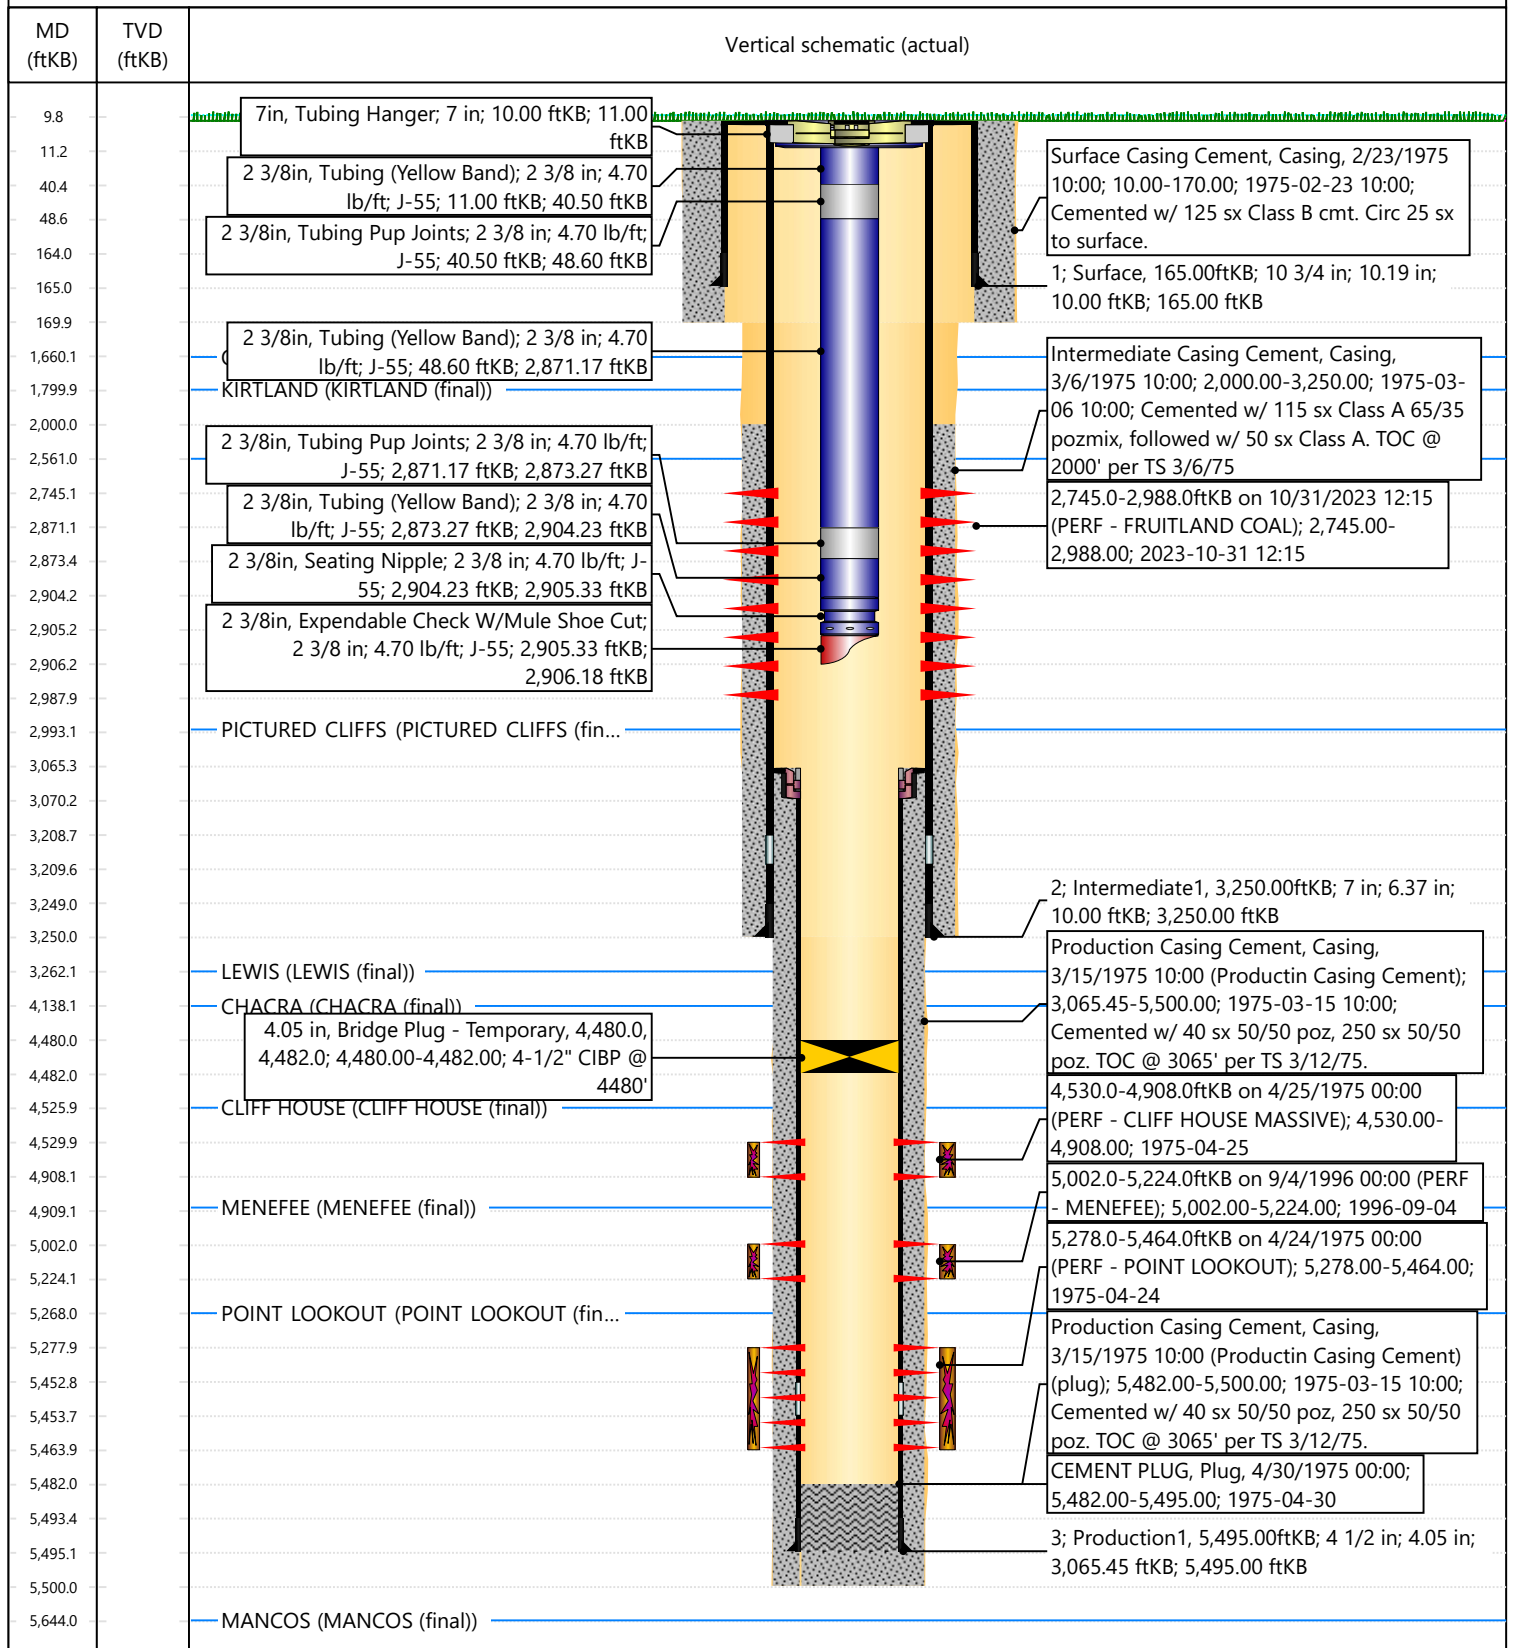 MD
(ftKB)
TVD
(ftKB)
Vertical schematic (actual)
9.8
11.2
40.4
48.6
164.0
165.0
169.9
1,660.1
1,799.9
2,000.0
2,561.0
2,745.1
2,871.1
2,873.4
2,904.2
2,905.2
2,906.2
2,987.9
2,993.1
3,065.3
3,070.2
3,208.7
3,209.6
3,249.0
3,250.0
3,262.1
4,138.1
4,480.0
4,482.0
4,525.9
4,529.9
4,908.1
4,909.1
5,002.0
5,224.1
5,268.0
5,277.9
5,452.8
5,453.7
5,463.9
5,482.0
5,493.4
5,495.1
5,500.0
5,644.0
7in, Tubing Hanger; 7 in; 10.00 ftKB; 11.00
ftKB
2 3/8in, Tubing (Yellow Band); 2 3/8 in; 4.70
lb/ft; J-55; 11.00 ftKB; 40.50 ftKB
2 3/8in, Tubing Pup Joints; 2 3/8 in; 4.70 lb/ft;
J-55; 40.50 ftKB; 48.60 ftKB
2 3/8in, Tubing (Yellow Band); 2 3/8 in; 4.70
lb/ft; J-55; 48.60 ftKB; 2,871.17 ftKB
KIRTLAND (KIRTLAND (final))
2 3/8in, Tubing Pup Joints; 2 3/8 in; 4.70 lb/ft;
J-55; 2,871.17 ftKB; 2,873.27 ftKB
2 3/8in, Tubing (Yellow Band); 2 3/8 in; 4.70
lb/ft; J-55; 2,873.27 ftKB; 2,904.23 ftKB
2 3/8in, Seating Nipple; 2 3/8 in; 4.70 lb/ft; J-
55; 2,904.23 ftKB; 2,905.33 ftKB
2 3/8in, Expendable Check W/Mule Shoe Cut;
2 3/8 in; 4.70 lb/ft; J-55; 2,905.33 ftKB;
2,906.18 ftKB
PICTURED CLIFFS (PICTURED CLIFFS (fin...
LEWIS (LEWIS (final))
CHACRA (CHACRA (final))
4.05 in, Bridge Plug - Temporary, 4,480.0,
4,482.0; 4,480.00-4,482.00; 4-1/2" CIBP @
4480'
CLIFF HOUSE (CLIFF HOUSE (final))
MENEFEE (MENEFEE (final))
POINT LOOKOUT (POINT LOOKOUT (fin...
MANCOS (MANCOS (final))
Surface Casing Cement, Casing, 2/23/1975
10:00; 10.00-170.00; 1975-02-23 10:00;
Cemented w/ 125 sx Class B cmt. Circ 25 sx
to surface.
1; Surface, 165.00ftKB; 10 3/4 in; 10.19 in;
10.00 ftKB; 165.00 ftKB
Intermediate Casing Cement, Casing,
3/6/1975 10:00; 2,000.00-3,250.00; 1975-03-
06 10:00; Cemented w/ 115 sx Class A 65/35
pozmix, followed w/ 50 sx Class A. TOC @
2000' per TS 3/6/75
2,745.0-2,988.0ftKB on 10/31/2023 12:15
(PERF - FRUITLAND COAL); 2,745.00-
2,988.00; 2023-10-31 12:15
2; Intermediate1, 3,250.00ftKB; 7 in; 6.37 in;
10.00 ftKB; 3,250.00 ftKB
Production Casing Cement, Casing,
3/15/1975 10:00 (Productin Casing Cement);
3,065.45-5,500.00; 1975-03-15 10:00;
Cemented w/ 40 sx 50/50 poz, 250 sx 50/50
poz. TOC @ 3065' per TS 3/12/75.
4,530.0-4,908.0ftKB on 4/25/1975 00:00
(PERF - CLIFF HOUSE MASSIVE); 4,530.00-
4,908.00; 1975-04-25
5,002.0-5,224.0ftKB on 9/4/1996 00:00 (PERF
- MENEFEE); 5,002.00-5,224.00; 1996-09-04
5,278.0-5,464.0ftKB on 4/24/1975 00:00
(PERF - POINT LOOKOUT); 5,278.00-5,464.00;
1975-04-24
Production Casing Cement, Casing,
3/15/1975 10:00 (Productin Casing Cement)
(plug); 5,482.00-5,500.00; 1975-03-15 10:00;
Cemented w/ 40 sx 50/50 poz, 250 sx 50/50
poz. TOC @ 3065' per TS 3/12/75.
CEMENT PLUG, Plug, 4/30/1975 00:00;
5,482.00-5,495.00; 1975-04-30
3; Production1, 5,495.00ftKB; 4 1/2 in; 4.05 in;
3,065.45 ftKB; 5,495.00 ftKB